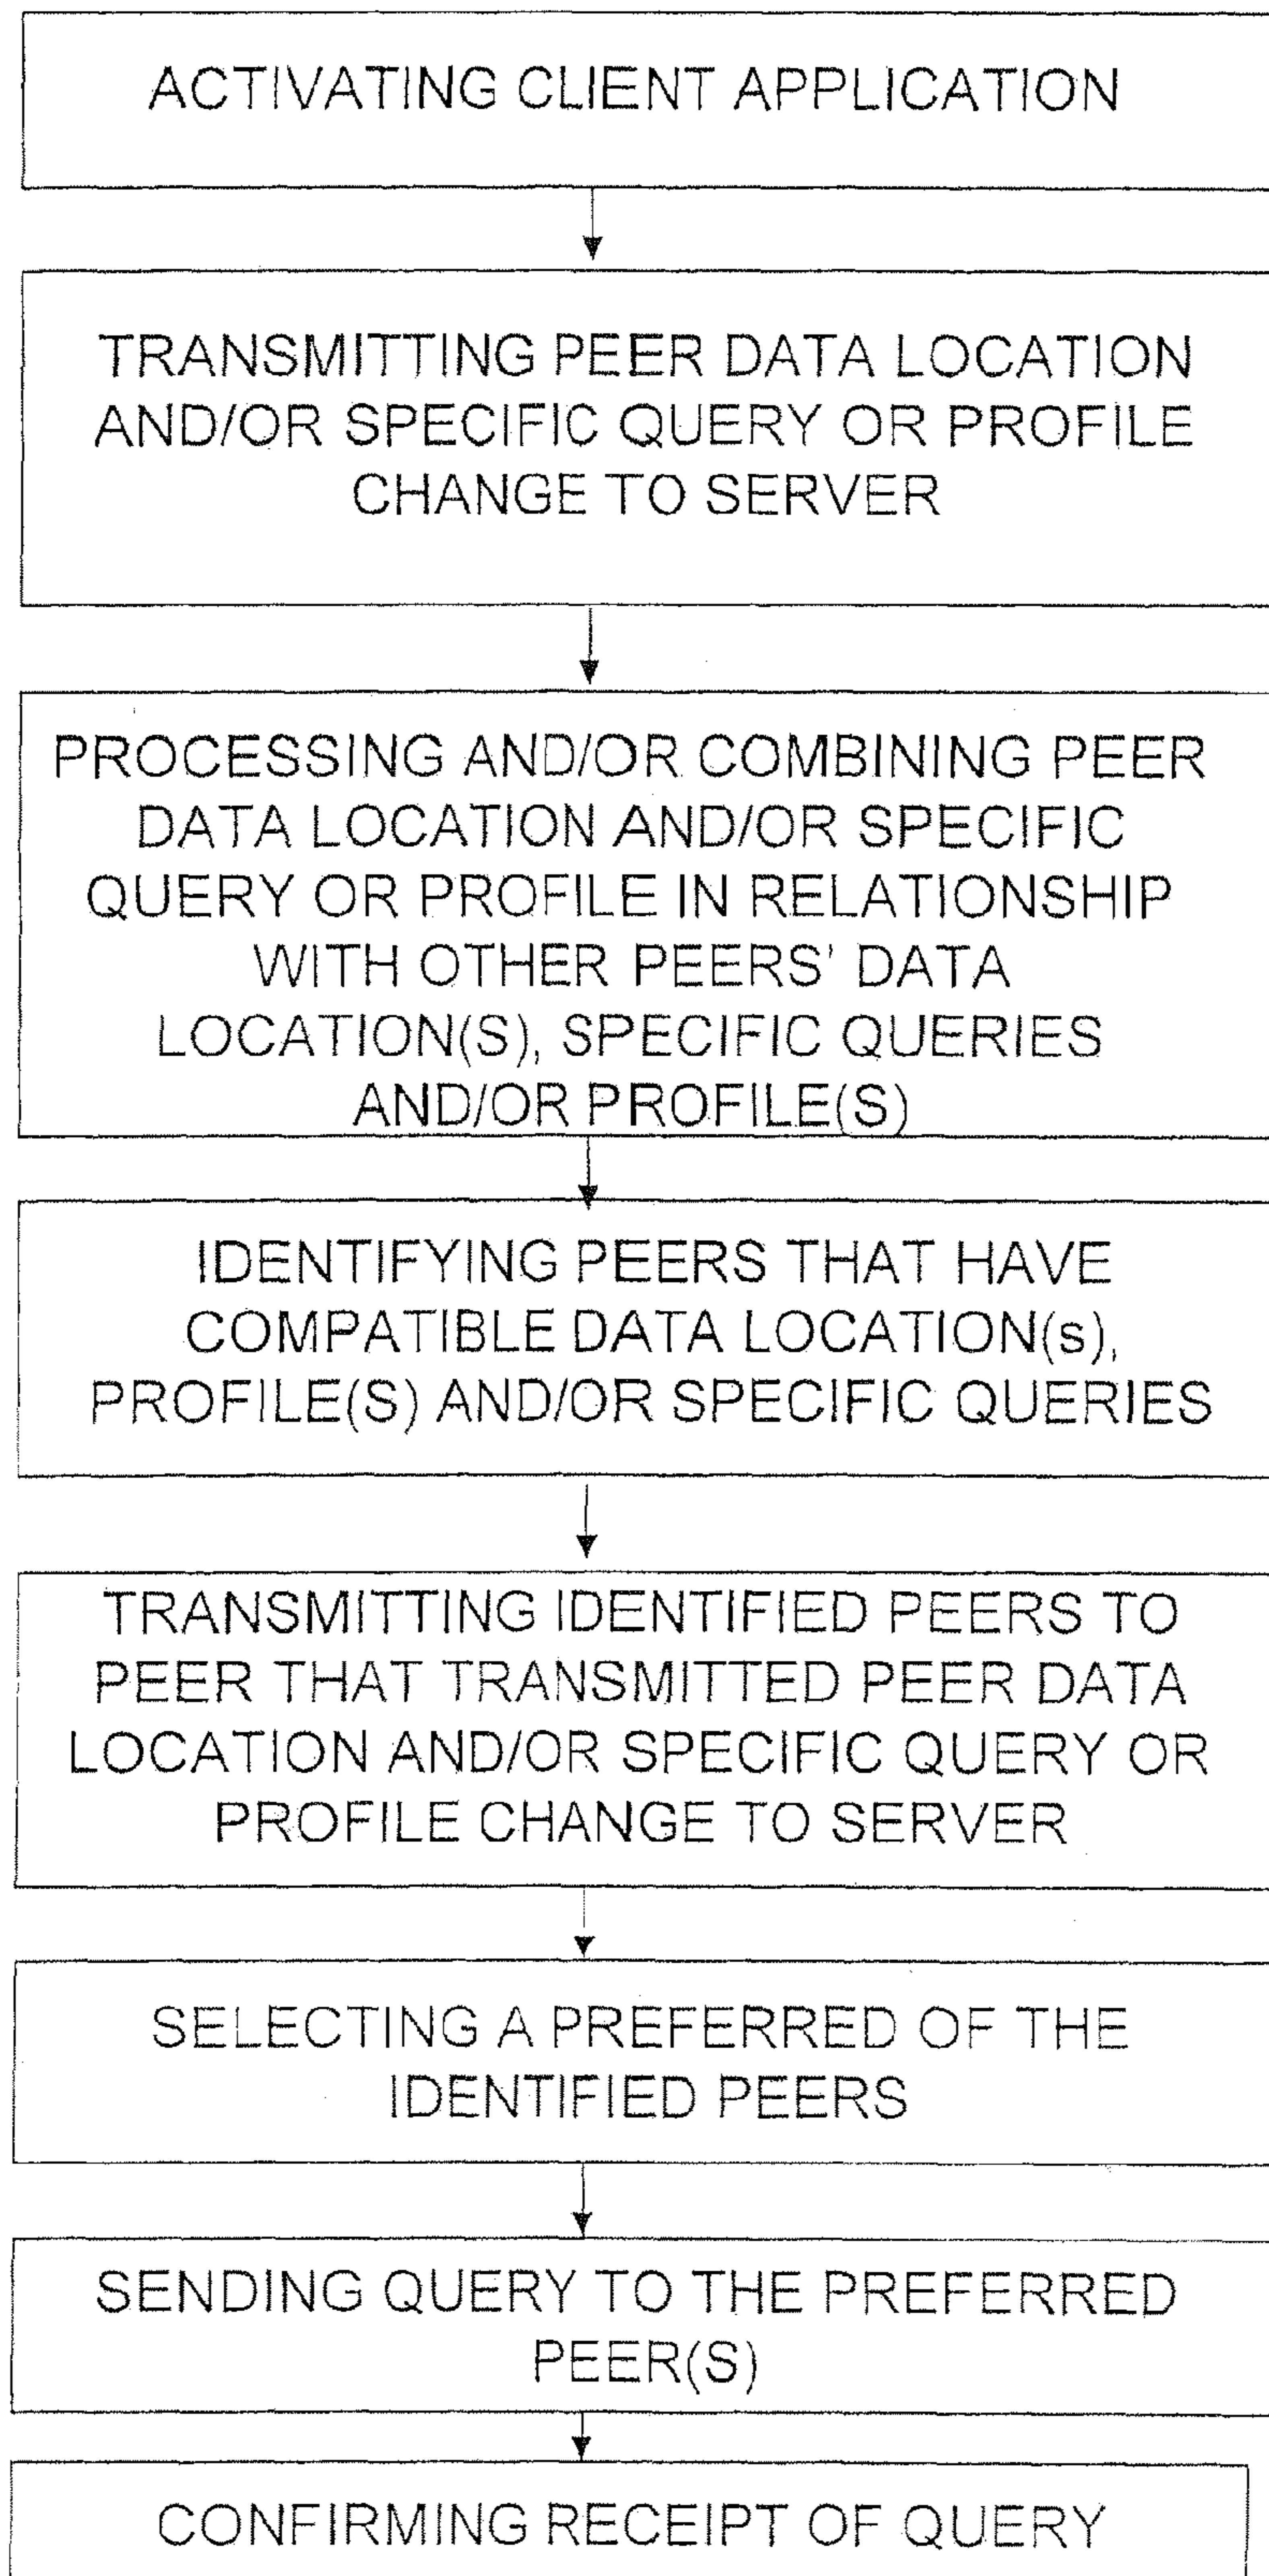 ACTIVATING CLIENT APPLICATION
TRANSMITTING PEER DATA LOCATION
AND/OR SPECIFIC QUERY OR PROFILE
CHANGE TO SERVER
PROCESSING AND/OR COMBINING PEER
DATA LOCATION AND/OR SPECIFIC
QUERY OR PROFILE IN RELATIONSHIP
WITH OTHER PEERS' DATA
LOCATION(S), SPECIFIC QUERIES
AND/OR PROFILE(S)
IDENTIFYING PEERS THAT HAVE
COMPATIBLE DATA LOCATION(s),
PROFILE(S) AND/OR SPECIFIC QUERIES
TRANSMITTING IDENTIFIED PEERS TO
PEER THAT TRANSMITTED PEER DATA
LOCATION AND/OR SPECIFIC QUERY OR
PROFILE CHANGE TO SERVER
SELECTING A PREFERRED OF THE
IDENTIFIED PEERS
SENDING QUERY TO THE PREFERRED
PEER(S)
CONFIRMING RECEIPT OF QUERY